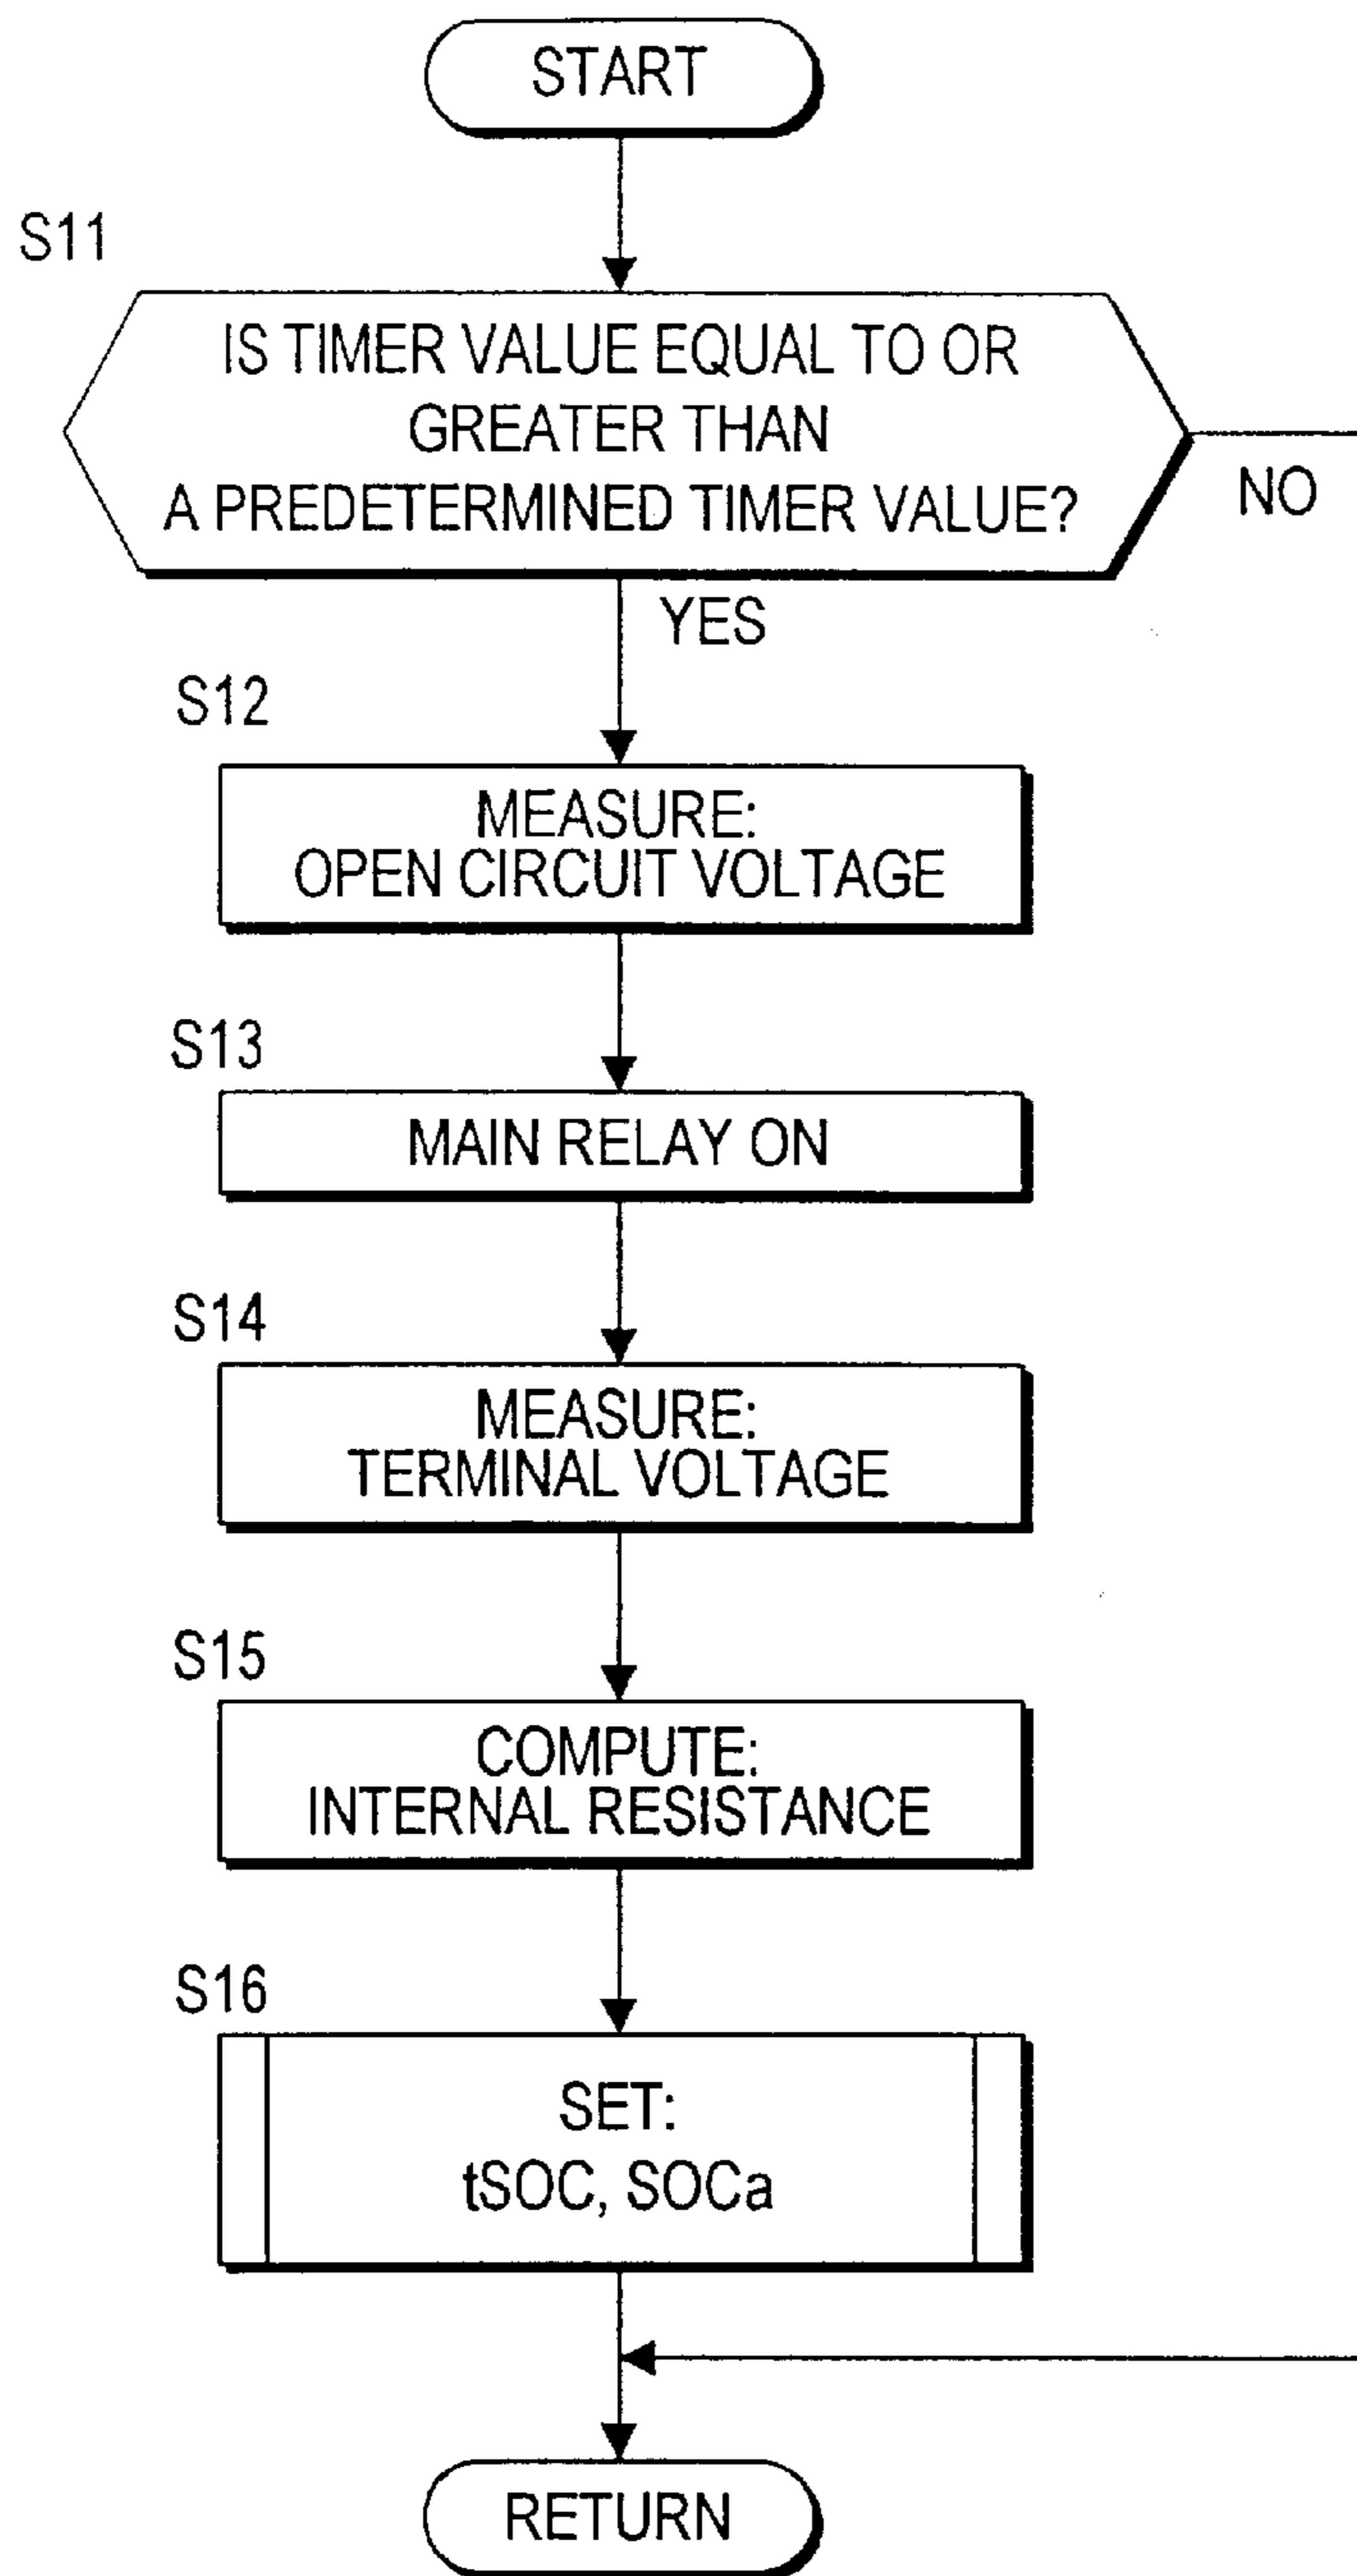 START
S11
IS TIMER VALUE EQUAL TO OR
GREATER THAN
A PREDETERMINED TIMER VALUE?
NO
YES
S12
MEASURE:
OPEN CIRCUIT VOLTAGE
S13
MAIN RELAY ON
S14
MEASURE:
TERMINAL VOLTAGE
S15
COMPUTE:
INTERNAL RESISTANCE
S16
SET:
tSOC, SOCa
RETURN